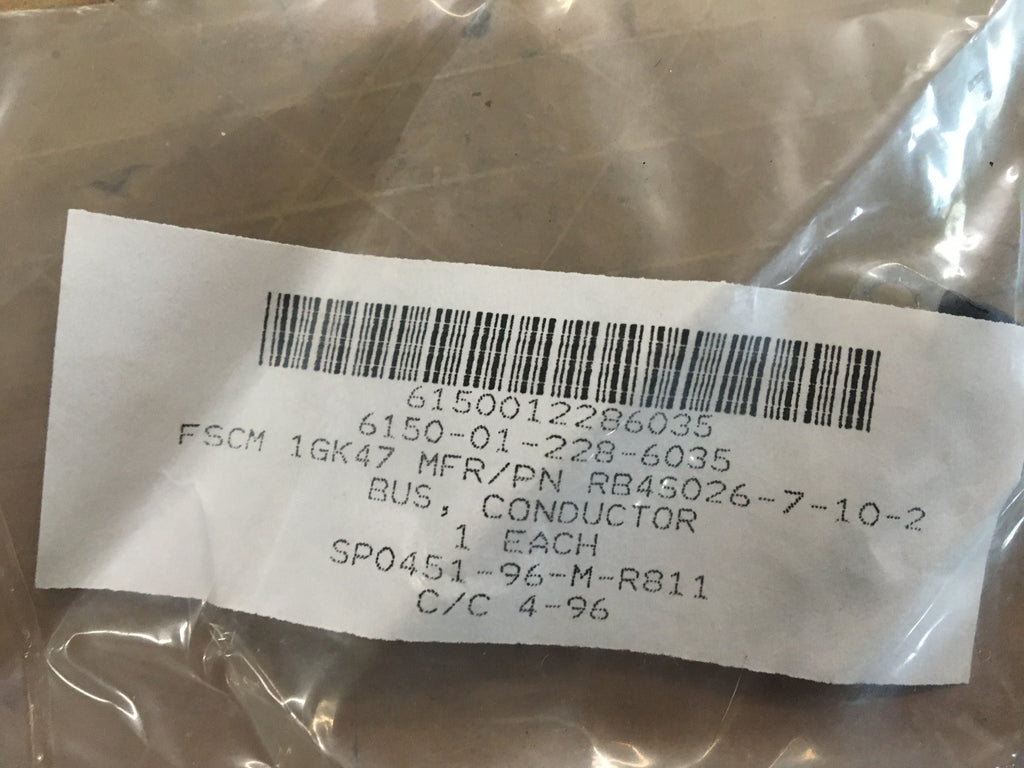 6150012286035
6150-01-228-6035
FSCM 1GK47 MFR/PN RB4S026-7-10-2
BUS, CONDUCTOR
1 EACH
SP0451-96-M-R811
C/C 4-96